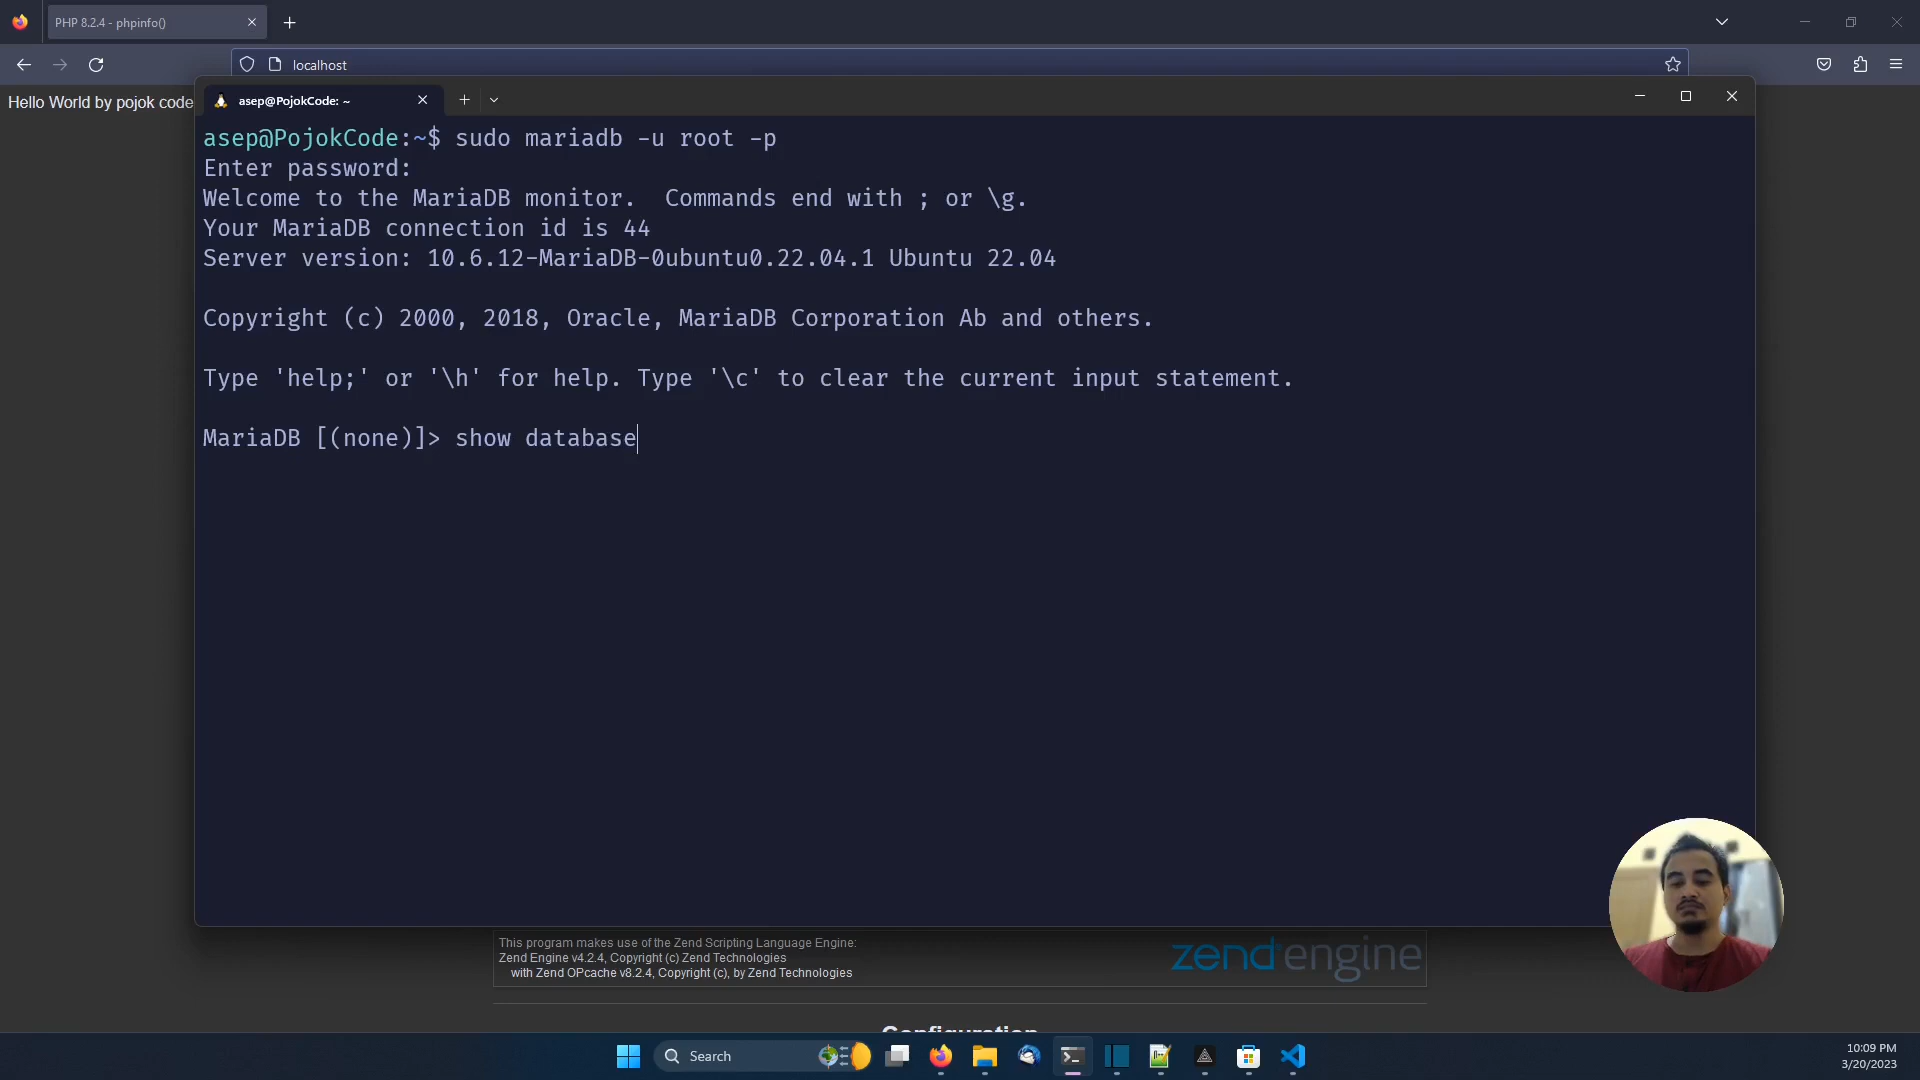 PHP 8.2.4 - phpinfo()
localhost
Hello World by pojok code
asep@PojokCode: ~
asep@PojokCode:~$ sudo mariadb -u root -p
Enter password:
Welcome to the MariaDB monitor.  Commands end with ; or \g.
Your MariaDB connection id is 44
Server version: 10.6.12-MariaDB-0ubuntu0.22.04.1 Ubuntu 22.04
Copyright (c) 2000, 2018, Oracle, MariaDB Corporation Ab and others.
Type 'help;' or '\h' for help. Type '\c' to clear the current input statement.
MariaDB [(none)]> show database
This program makes use of the Zend Scripting Language Engine:
Zend Engine v4.2.4, Copyright (c) Zend Technologies
with Zend OPcache v8.2.4, Copyright (c), by Zend Technologies
zend engine
Configuration
Search
10:09 PM
3/20/2023